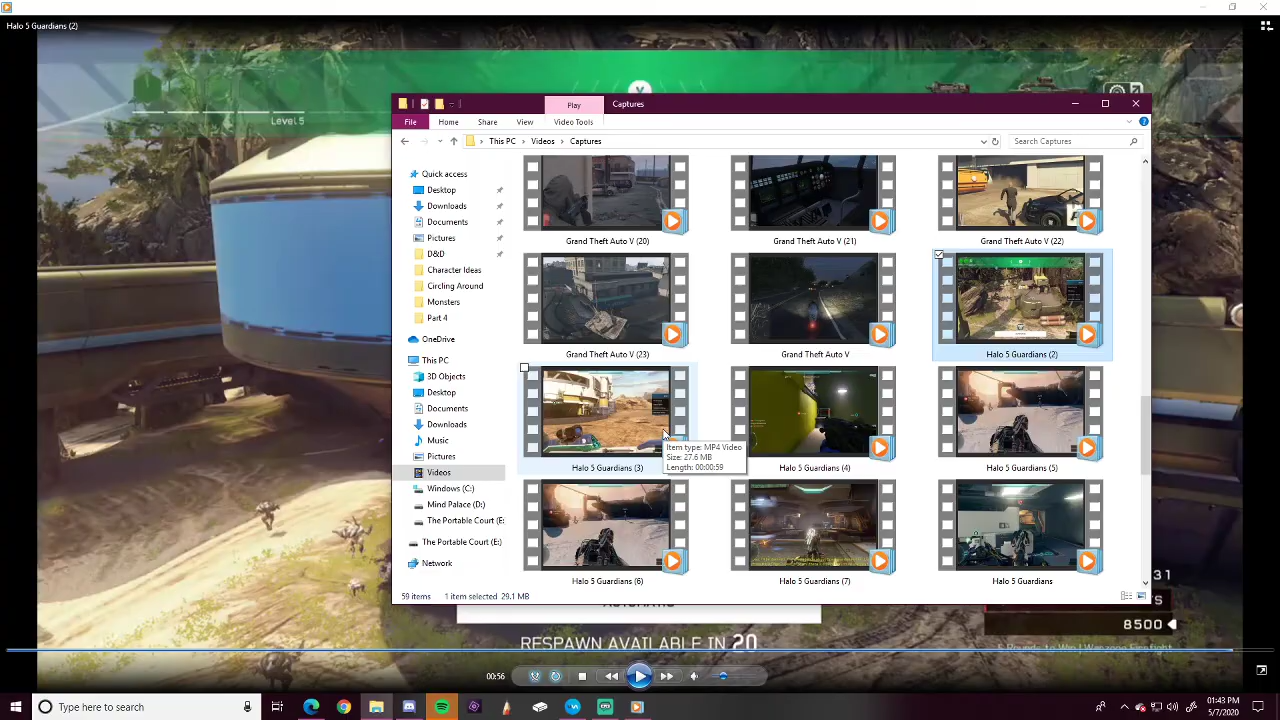 Halo 5 Guardians (2)
Level 5
Play
Captures
File
Home
Share
View
Video Tools
This PC
Videos
Captures
Search Captures
Quick access
Desktop
Downloads
Documents
Pictures
D&D
Character Ideas
Circling Around
Monsters
Part 4
OneDrive
This PC
3D Objects
Desktop
Documents
Downloads
Music
Pictures
Videos
Windows (C:)
Mind Palace (D:)
The Portable Court (E:
The Portable Court (E:)
Network
Grand Theft Auto V (20)
Grand Theft Auto V (21)
Grand Theft Auto V (22)
Grand Theft Auto V (23)
Grand Theft Auto V
Halo 5 Guardians (2)
Halo 5 Guardians (3)
Halo 5 Guardians (4)
Halo 5 Guardians (5)
Item type: MP4 Video
Size: 27.6 MB
Length: 00:00:59
Halo 5 Guardians (6)
Halo 5 Guardians (7)
Halo 5 Guardians
59 items
1 item selected 29.1 MB
31
8500
RESPAWN AVAILABLE IN 20
5 Rounds to Win | Warzone Firefight
00:56
Type here to search
01:43 PM
5/7/2020